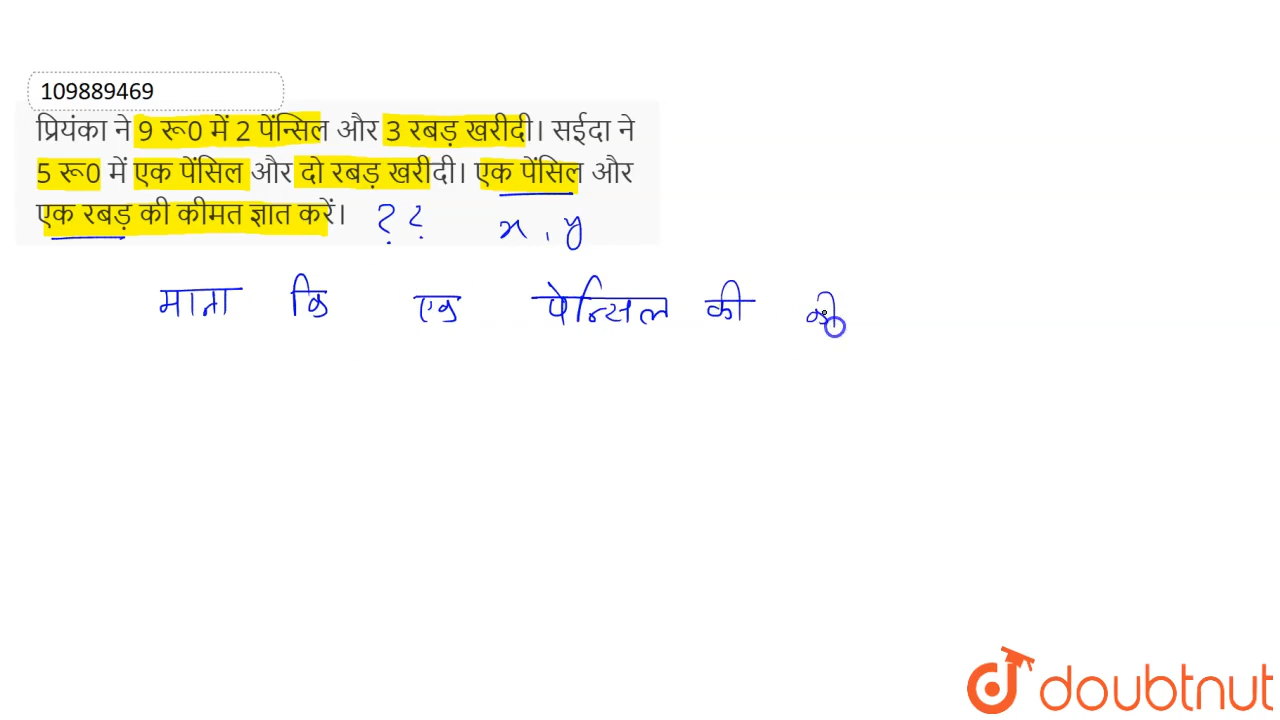 109889469
प्रियंका ने 9 रू0 में 2 पेंन्सिल और 3 रबड़ खरीदी। सईदा ने
5 रू0 में एक पेंसिल और दो रबड़ खरीदी। एक पेंसिल और
एक रबड़ की कीमत ज्ञात करें। ?? x, y
माना कि एक पेन्सिल की की
doubtnut